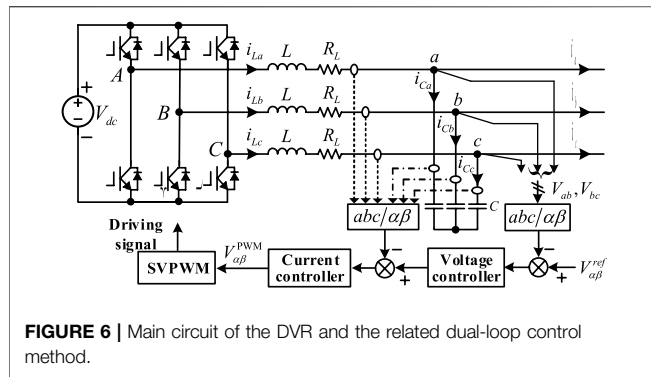 i_La L R_L a
i_Ca
A
V_dc
+
−
i_Lb L R_L b
i_Cb
B
i_Lc L R_L c
i_Cc
C
C
V_ab, V_bc
abc/αβ
abc/αβ
Driving
signal
SVPWM
V_αβ^PWM
Current
controller
−
+
Voltage
controller
−
+
V_αβ^ref
FIGURE 6 | Main circuit of the DVR and the related dual-loop control
method.